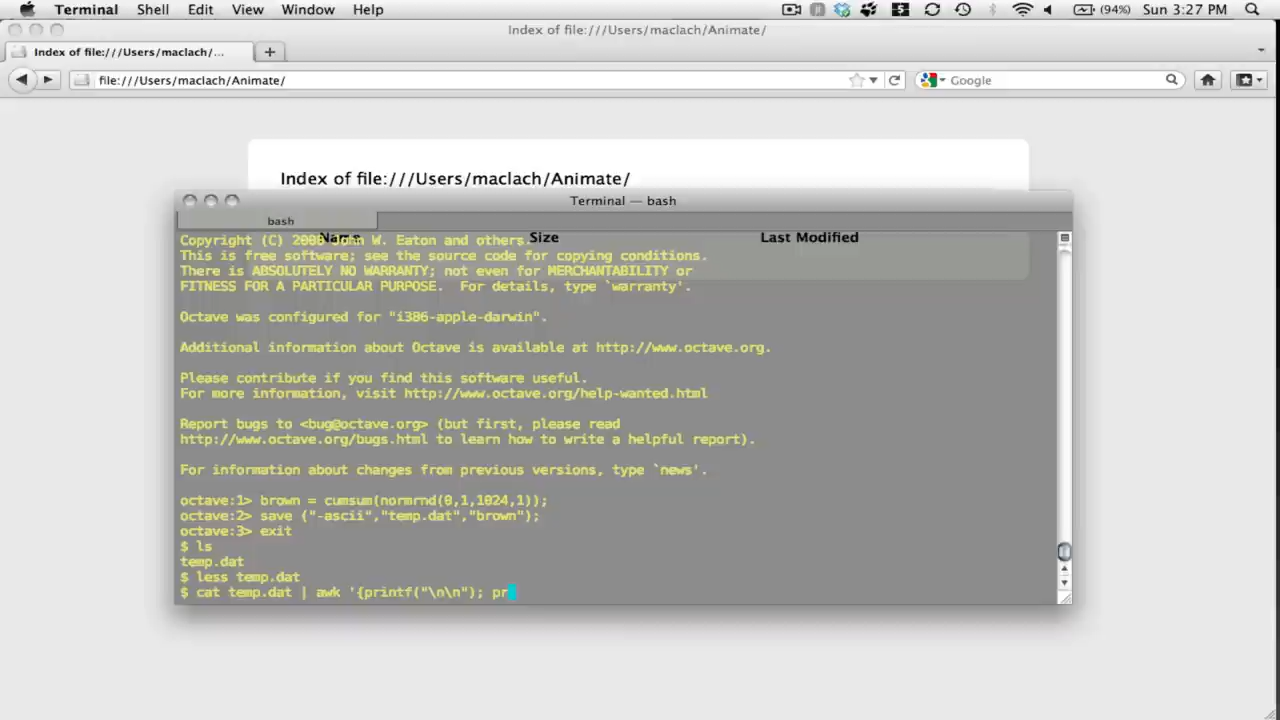 Terminal Shell Edit View Window Help (94%) Sun 3:27 PM
Index of file:///Users/maclach/Animate/
Index of file:///Users/maclach/...
file:///Users/maclach/Animate/ Google
Index of file:///Users/maclach/Animate/
Terminal — bash
bash
Name Size Last Modified
Copyright (C) 2008 John W. Eaton and others.
This is free software; see the source code for copying conditions.
There is ABSOLUTELY NO WARRANTY; not even for MERCHANTABILITY or
FITNESS FOR A PARTICULAR PURPOSE.  For details, type `warranty'.
Octave was configured for "i386-apple-darwin".
Additional information about Octave is available at http://www.octave.org.
Please contribute if you find this software useful.
For more information, visit http://www.octave.org/help-wanted.html
Report bugs to <bug@octave.org> (but first, please read
http://www.octave.org/bugs.html to learn how to write a helpful report).
For information about changes from previous versions, type `news'.
octave:1> brown = cumsum(normrnd(0,1,1024,1));
octave:2> save ("-ascii","temp.dat","brown");
octave:3> exit
$ ls
temp.dat
$ less temp.dat
$ cat temp.dat | awk '{printf("\n\n"); pr